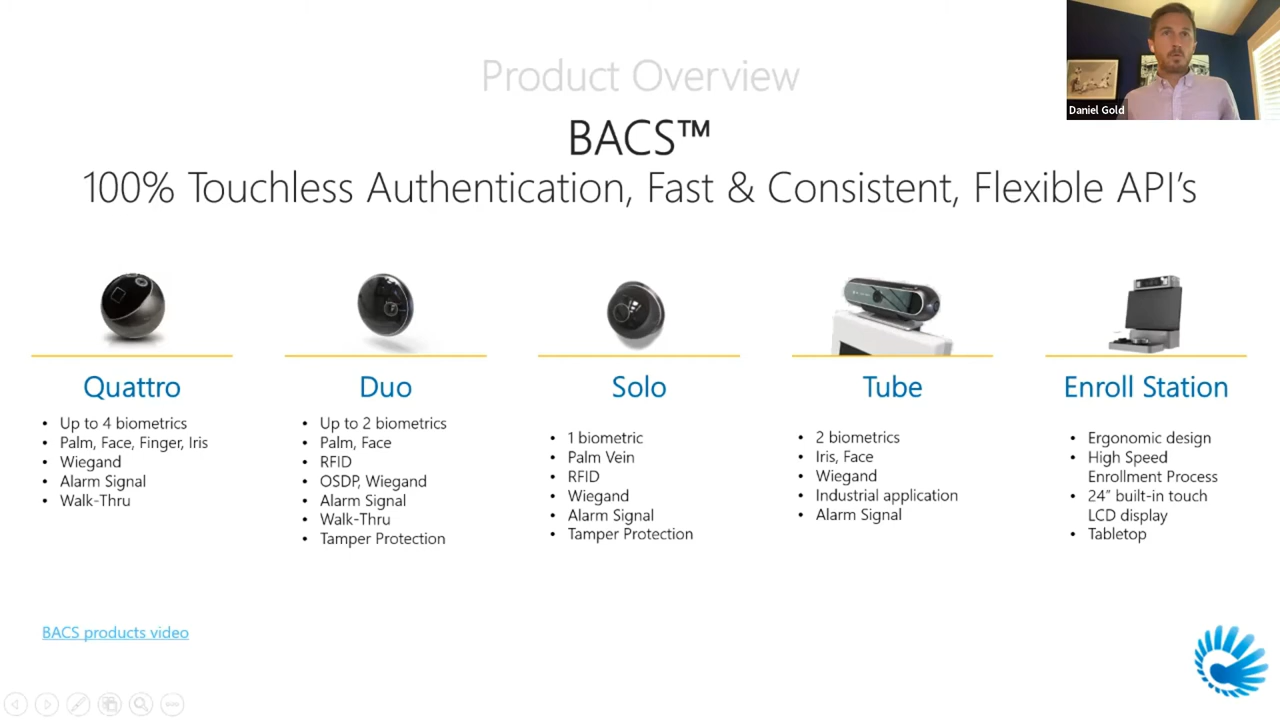 Daniel Gold
Product Overview
BACS™
100% Touchless Authentication, Fast & Consistent, Flexible API's
Quattro
• Up to 4 biometrics
• Palm, Face, Finger, Iris
• Wiegand
• Alarm Signal
• Walk-Thru
Duo
• Up to 2 biometrics
• Palm, Face
• RFID
• OSDP, Wiegand
• Alarm Signal
• Walk-Thru
• Tamper Protection
Solo
• 1 biometric
• Palm Vein
• RFID
• Wiegand
• Alarm Signal
• Tamper Protection
Tube
• 2 biometrics
• Iris, Face
• Wiegand
• Industrial application
• Alarm Signal
Enroll Station
• Ergonomic design
• High Speed
Enrollment Process
• 24” built-in touch
LCD display
• Tabletop
BACS products video